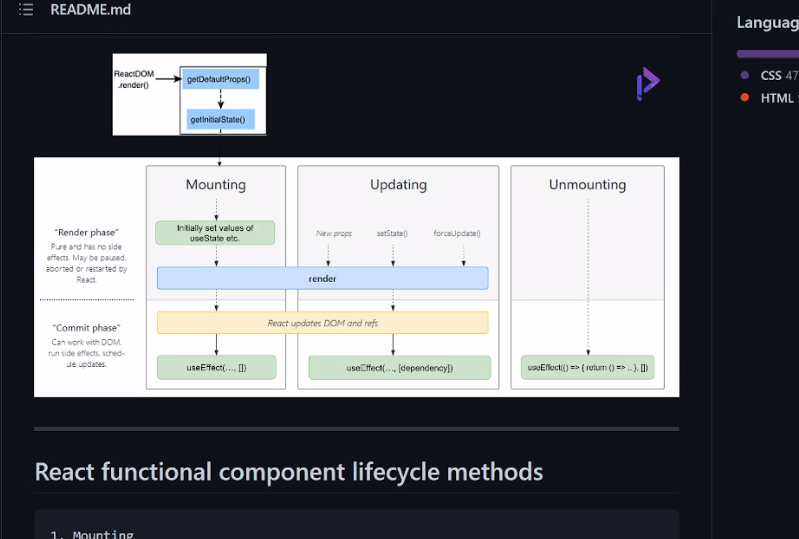 README.md
Languag
CSS 47
HTML
ReactDOM
.render()
getDefaultProps()
getInitialState()
Mounting
Updating
Unmounting
"Render phase"
Pure and has no side
effects. May be paused,
aborted or restarted by
React.
Initially set values of
useState etc.
New props
setState()
forceUpdate()
render
"Commit phase"
Can work with DOM,
run side effects, sched-
ule updates.
React updates DOM and refs
useEffect(..., [])
useEffect(..., [dependency])
useEffect(() => { return () => .. }, [])
React functional component lifecycle methods
1. Mounting